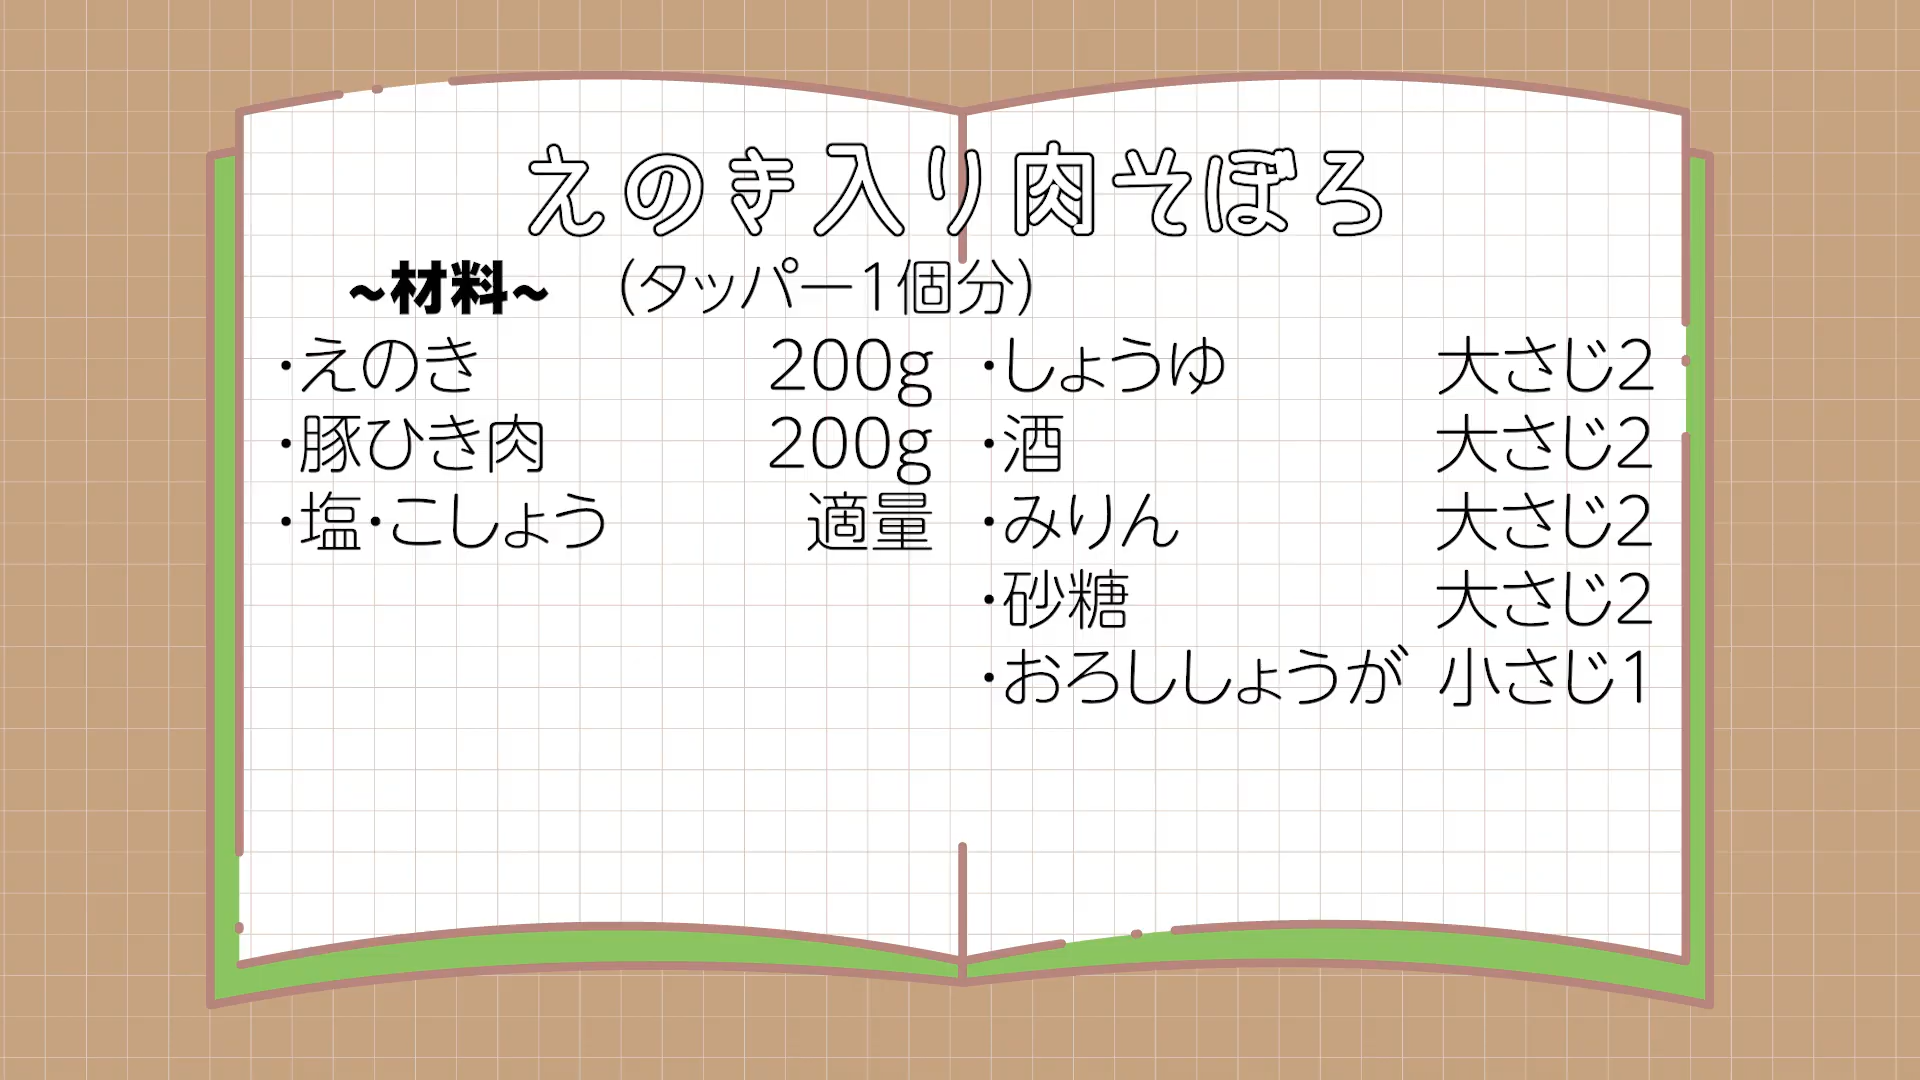 えのき入り肉そぼろ
~材料~ (タッパー1個分)
・えのき 200g
・豚ひき肉 200g
・塩・こしょう 適量
・しょうゆ 大さじ2
・酒 大さじ2
・みりん 大さじ2
・砂糖 大さじ2
・おろししょうが 小さじ1